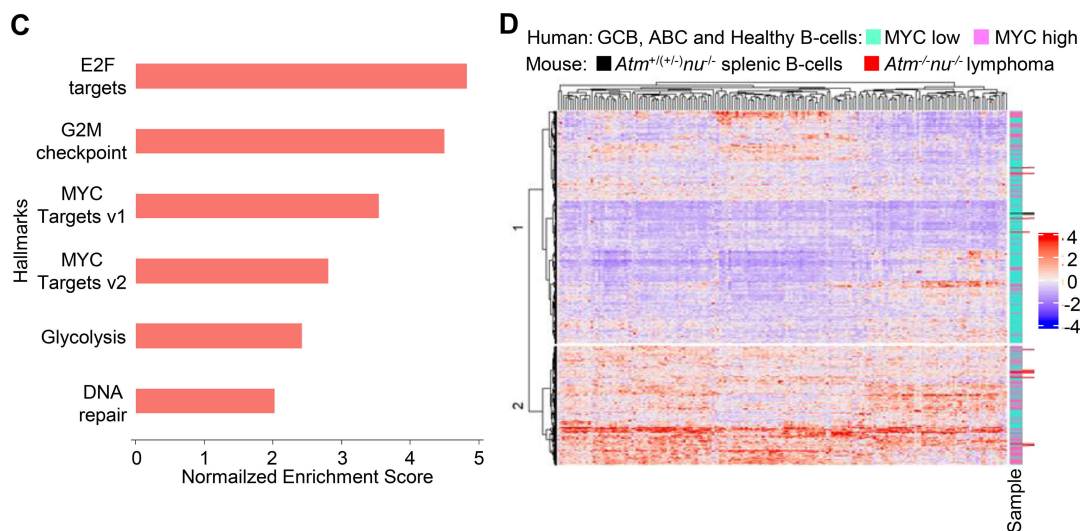 C
E2F
targets
G2M
checkpoint
MYC
Targets v1
MYC
Targets v2
Glycolysis
DNA
repair
Hallmarks
0 1 2 3 4 5
Normailzed Enrichment Score
D
Human: GCB, ABC and Healthy B-cells: MYC low MYC high
Mouse: Atm+/(+/-)nu-/- splenic B-cells Atm-/-nu-/- lymphoma
1
2
4
2
0
-2
-4
Sample